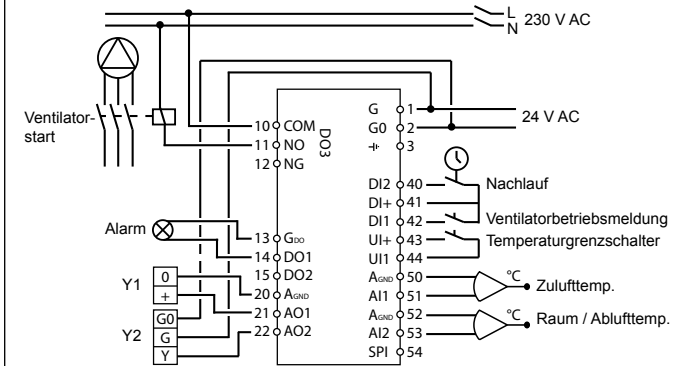 L
N
230 V AC
Ventilator-
start
10 COM
11 NO
12 NG
DO3
G 1
G0 2
3
24 V AC
DI2 40
Nachlauf
DI+ 41
DI1 42
Ventilatorbetriebsmeldung
UI+ 43
Temperaturgrenzschalter
UI1 44
Alarm
13 GDO
14 DO1
15 DO2
20 AGND
21 AO1
22 AO2
Y1
0
+
Y2
G0
G
Y
AGND 50
AI1 51
°C
Zulufttemp.
AGND 52
AI2 53
°C
Raum / Ablufttemp.
SPI 54